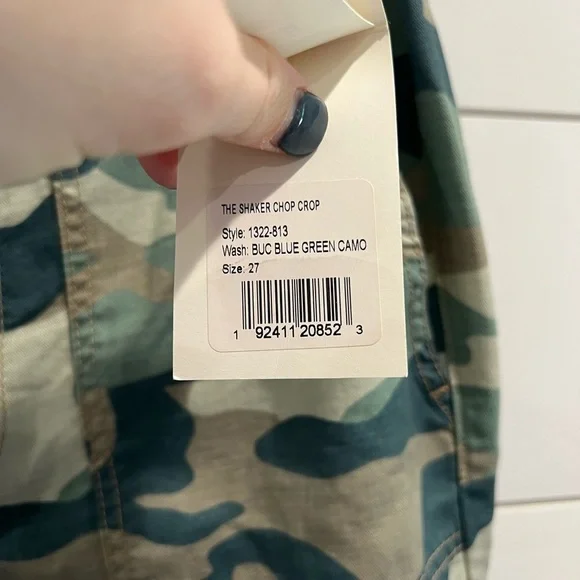 THE SHAKER CHOP CROP
Style: 1322-813
Wash: BUC BLUE GREEN CAMO
Size: 27
1 92411 20852 3